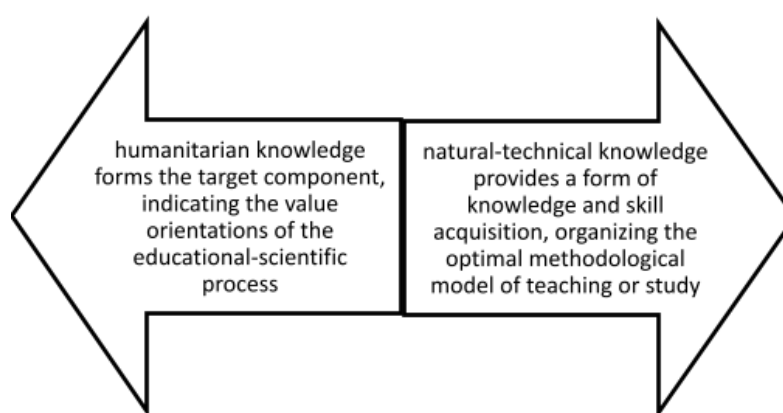 humanitarian knowledge
forms the target component,
indicating the value
orientations of the
educational-scientific
process
natural-technical knowledge
provides a form of
knowledge and skill
acquisition, organizing the
optimal methodological
model of teaching or study